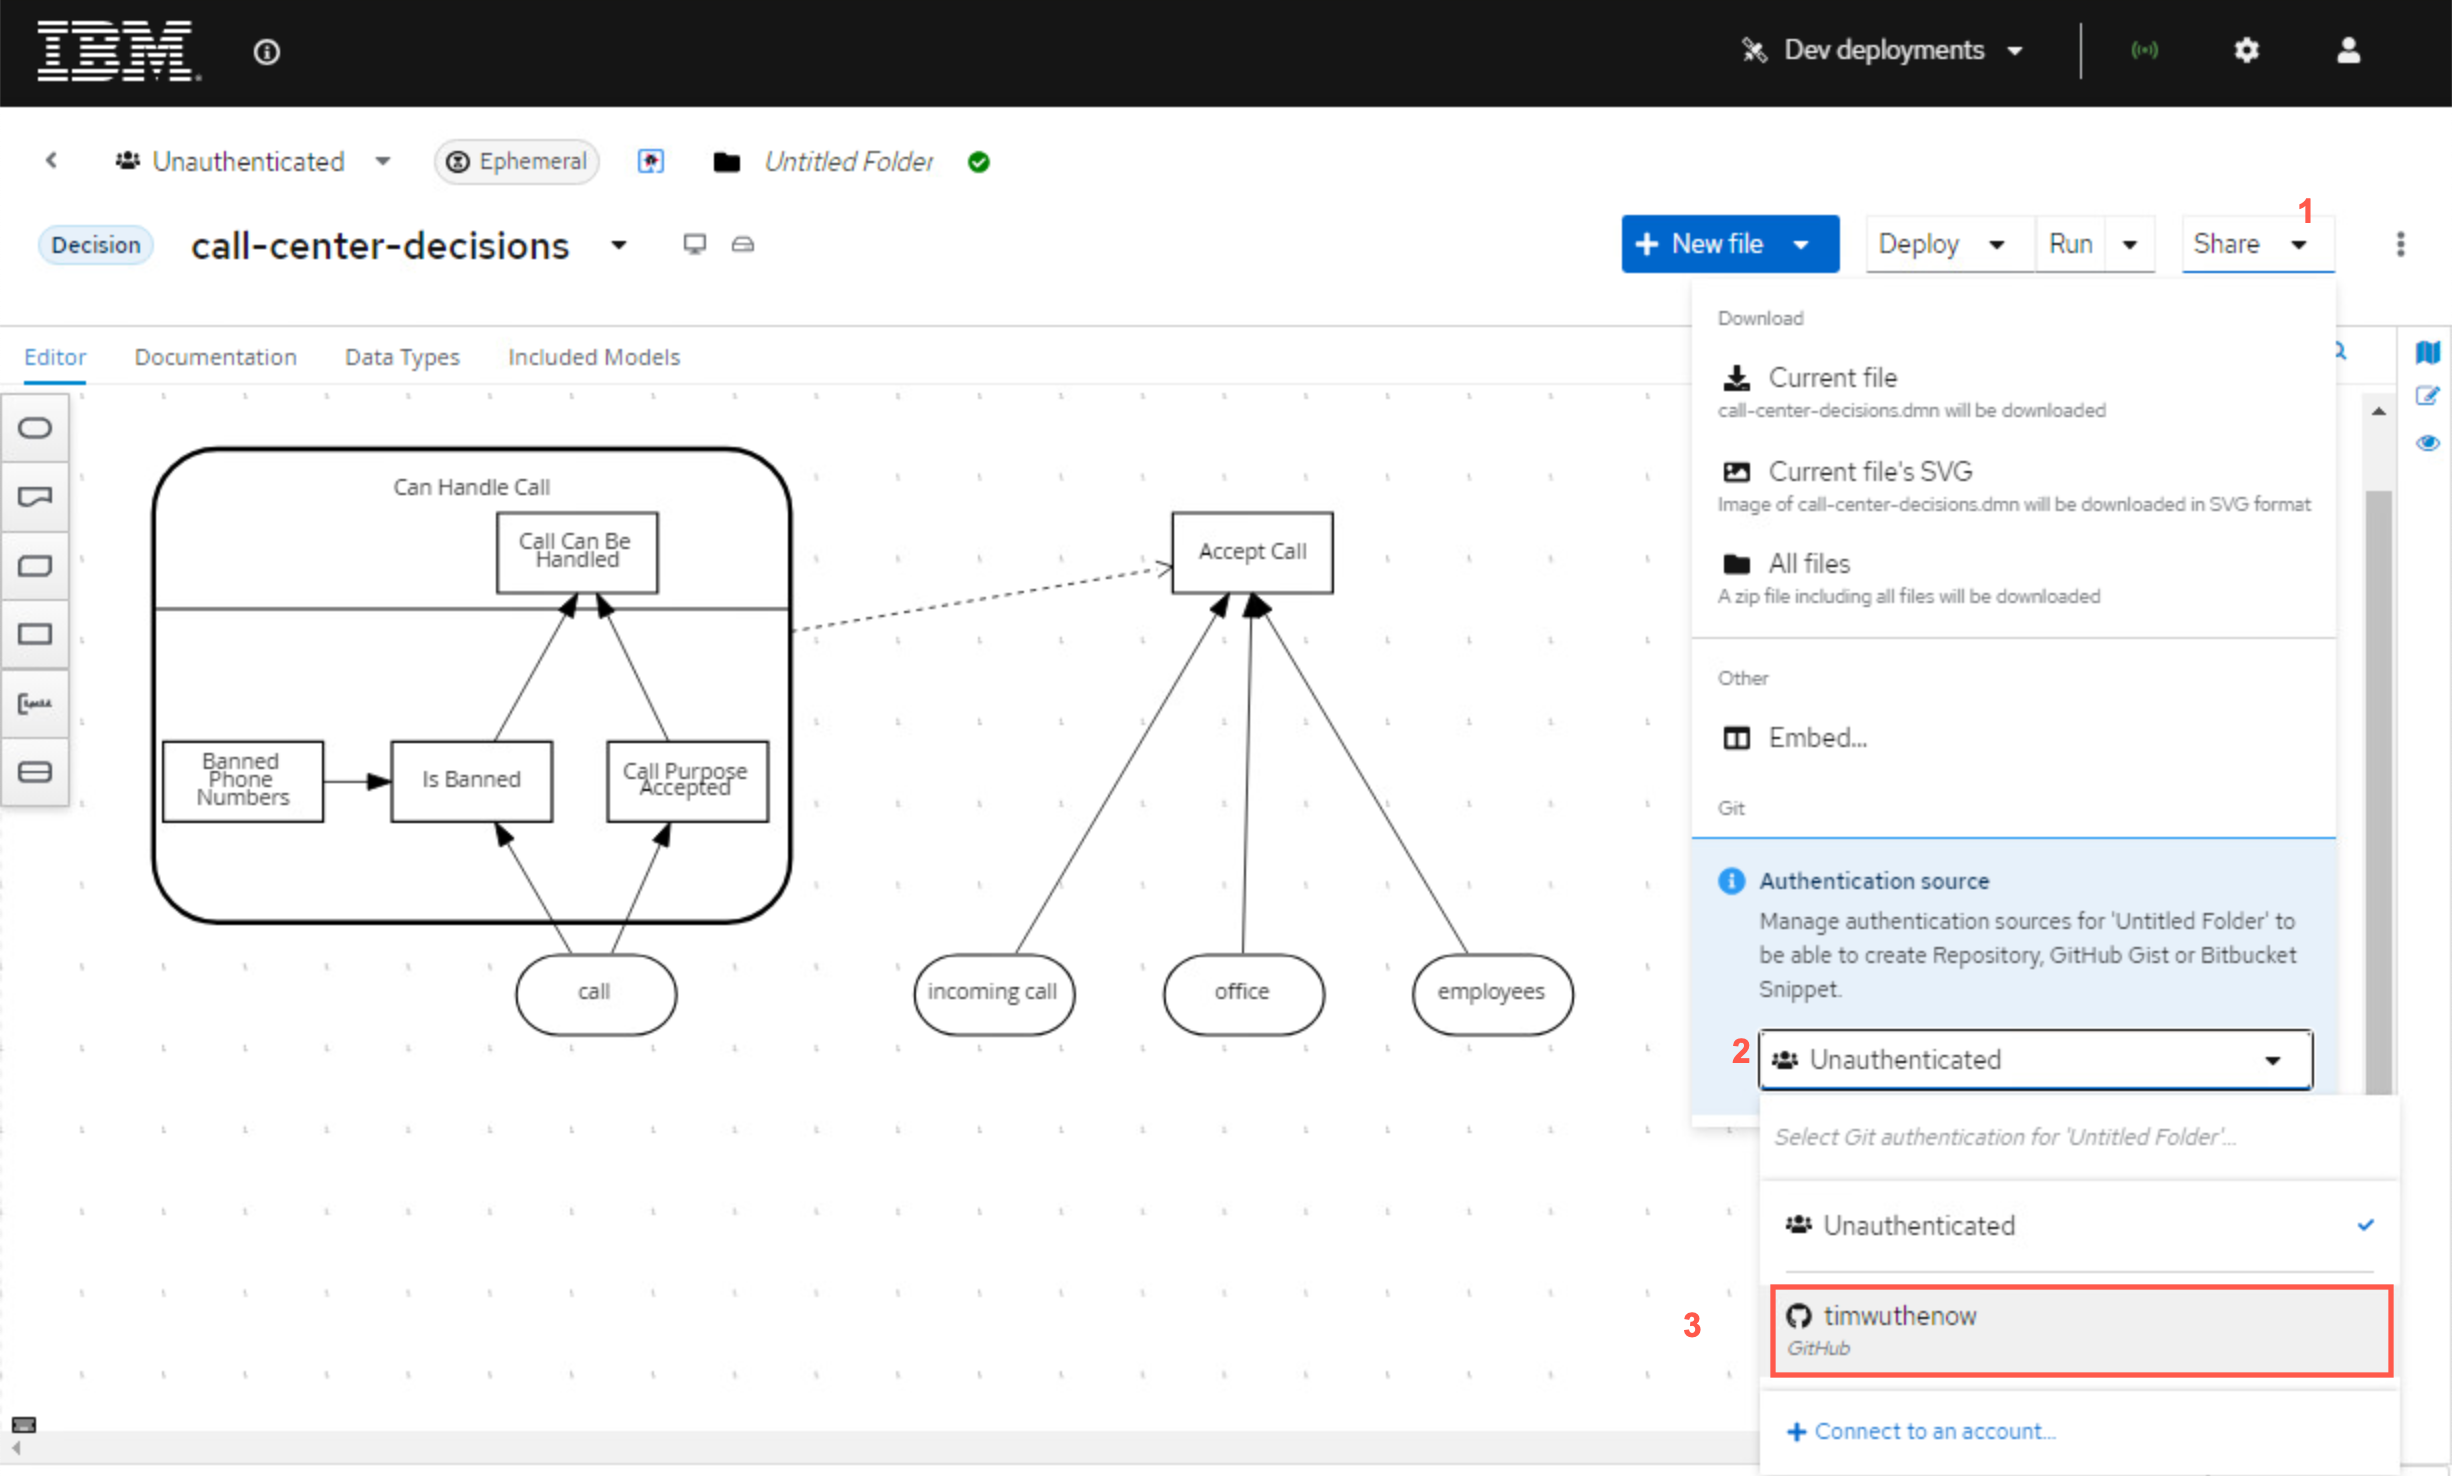 IBM
Dev deployments
Unauthenticated
Ephemeral
Untitled Folder
1
Decision
call-center-decisions
New file
Deploy
Run
Share
Download
Editor
Documentation
Data Types
Included Models
Current file
call-center-decisions.dmn will be downloaded
Current file's SVG
Image of call-center-decisions.dmn will be downloaded in SVG format
All files
A zip file including all files will be downloaded
Other
Embed...
Git
Authentication source
Manage authentication sources for 'Untitled Folder' to
be able to create Repository, GitHub Gist or Bitbucket
Snippet.
2
Unauthenticated
Select Git authentication for 'Untitled Folder'...
Unauthenticated
3
timwuthenow
GitHub
Connect to an account...
Can Handle Call
Call Can Be
Handled
Accept Call
Banned
Phone
Numbers
Is Banned
Call Purpose
Accepted
call
incoming call
office
employees